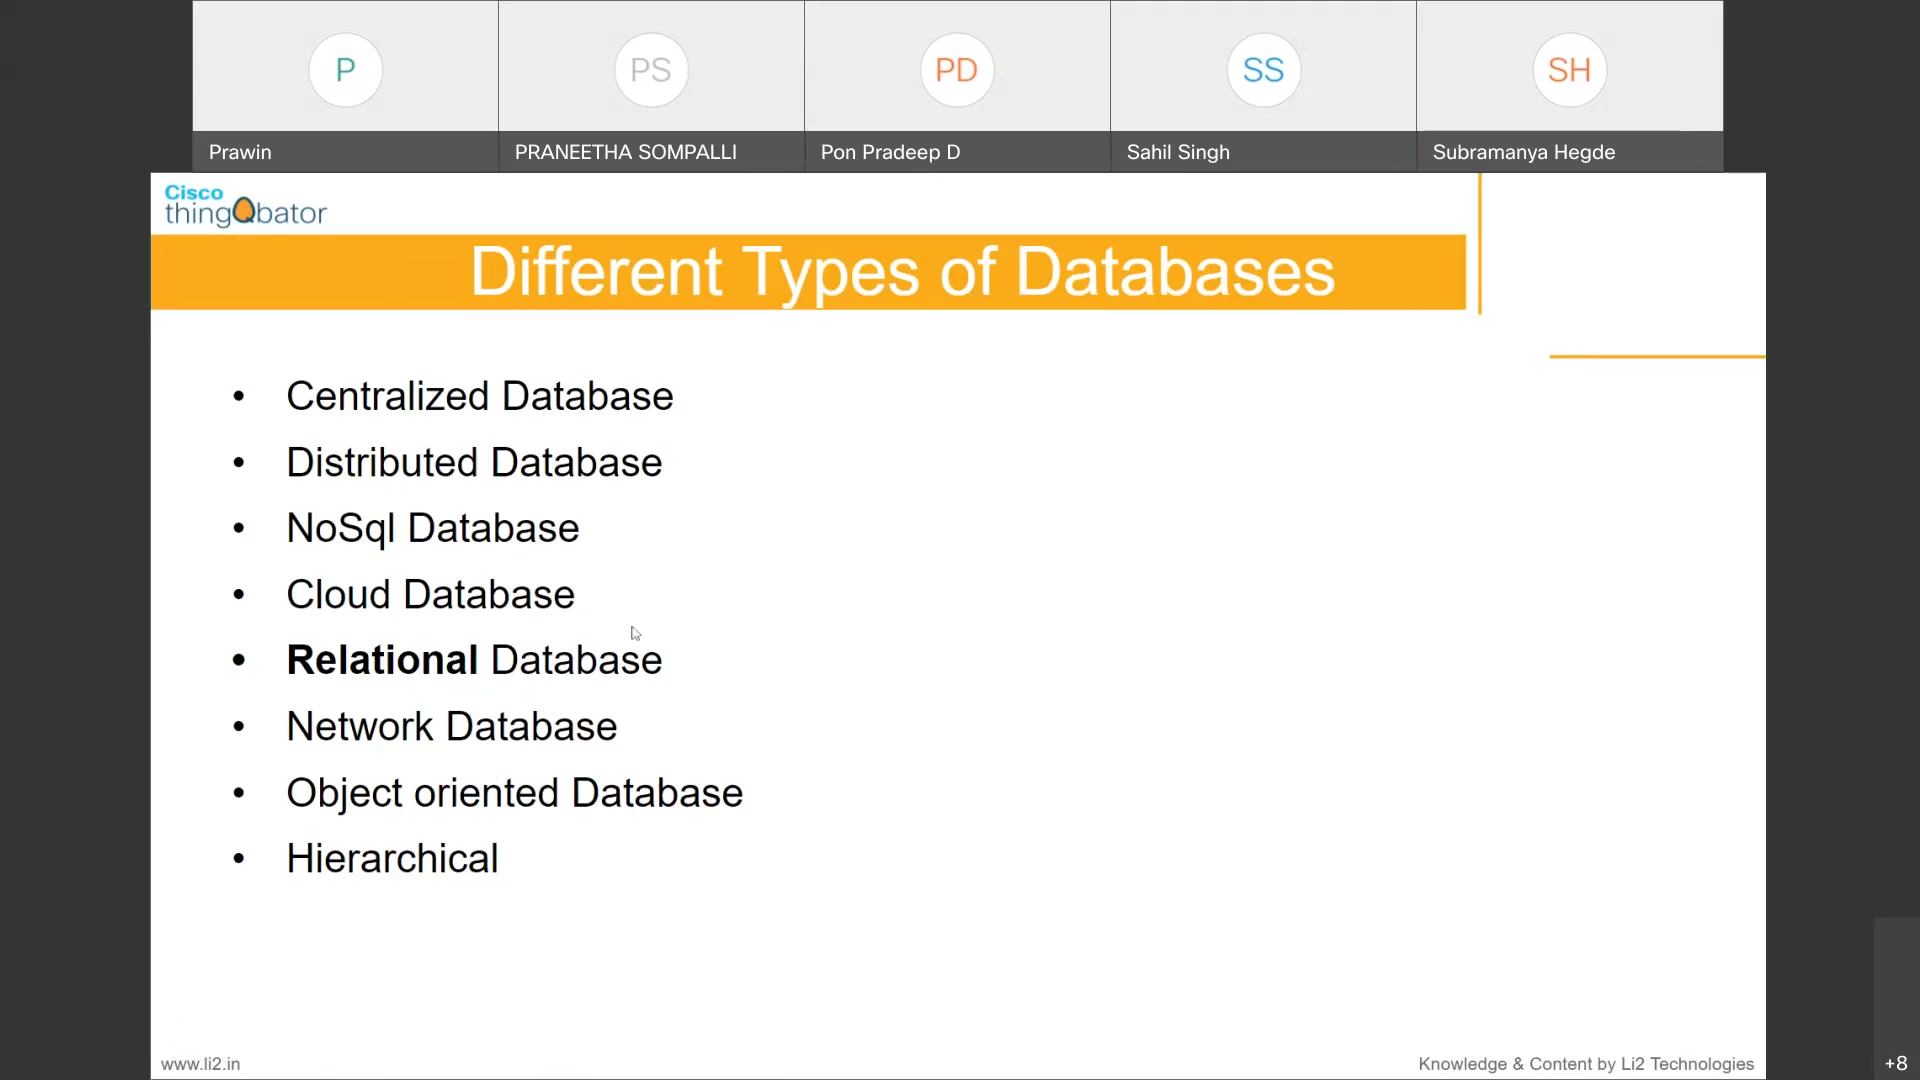 P
PS
PD
SS
SH
Prawin
PRANEETHA SOMPALLI
Pon Pradeep D
Sahil Singh
Subramanya Hegde
Cisco
thingQbator
Different Types of Databases
• Centralized Database
• Distributed Database
• NoSql Database
• Cloud Database
• Relational Database
• Network Database
• Object oriented Database
• Hierarchical
www.li2.in
Knowledge & Content by Li2 Technologies
+8